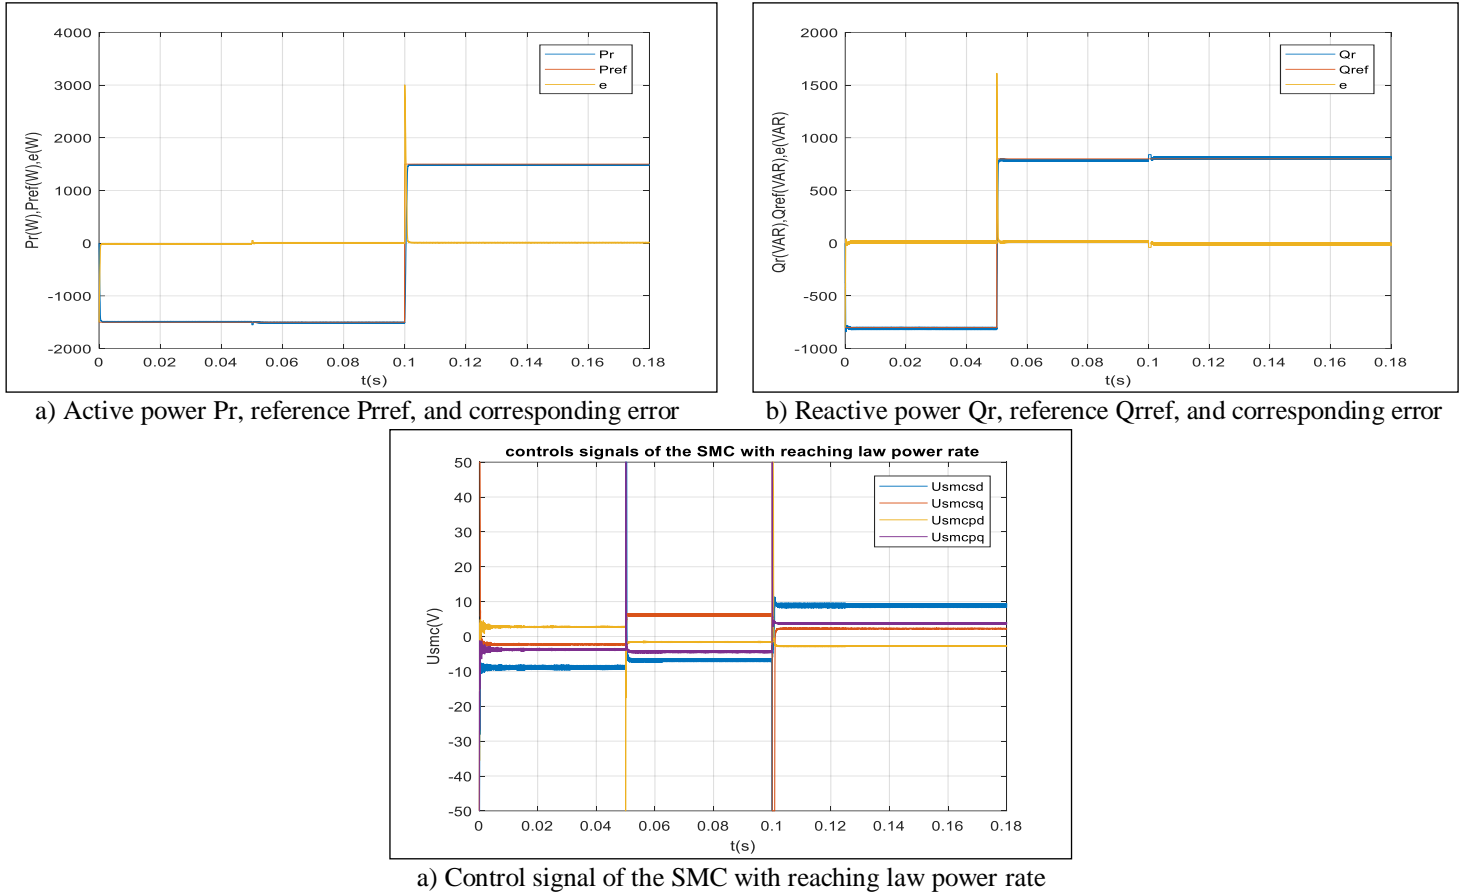 4000
3000
2000
1000
0
-1000
-2000
Pr(W),Pref(W),e(W)
Pr
Pref
e
0 0.02 0.04 0.06 0.08 0.1 0.12 0.14 0.16 0.18
t(s)
a) Active power Pr, reference Prref, and corresponding error
2000
1500
1000
500
0
-500
-1000
Qr(VAR),Qref(VAR),e(VAR)
Qr
Qref
e
0 0.02 0.04 0.06 0.08 0.1 0.12 0.14 0.16 0.18
t(s)
b) Reactive power Qr, reference Qrref, and corresponding error
controls signals of the SMC with reaching law power rate
50
40
30
20
10
0
-10
-20
-30
-40
-50
Usmc(V)
Usmcsd
Usmcsq
Usmcpd
Usmcpq
0 0.02 0.04 0.06 0.08 0.1 0.12 0.14 0.16 0.18
t(s)
a) Control signal of the SMC with reaching law power rate